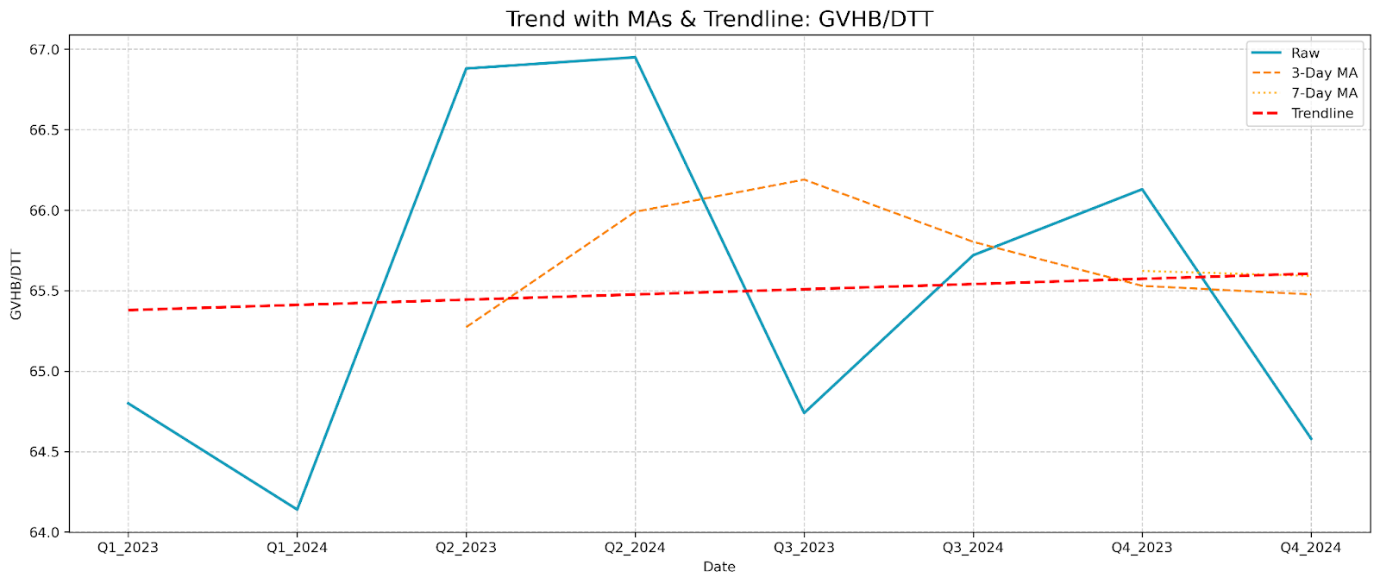 Trend with MAs & Trendline: GVHB/DTT
67.0
66.5
66.0
65.5
65.0
64.5
64.0
GVHB/DTT
Raw
3-Day MA
7-Day MA
Trendline
Q1_2023 Q1_2024 Q2_2023 Q2_2024 Q3_2023 Q3_2024 Q4_2023 Q4_2024
Date